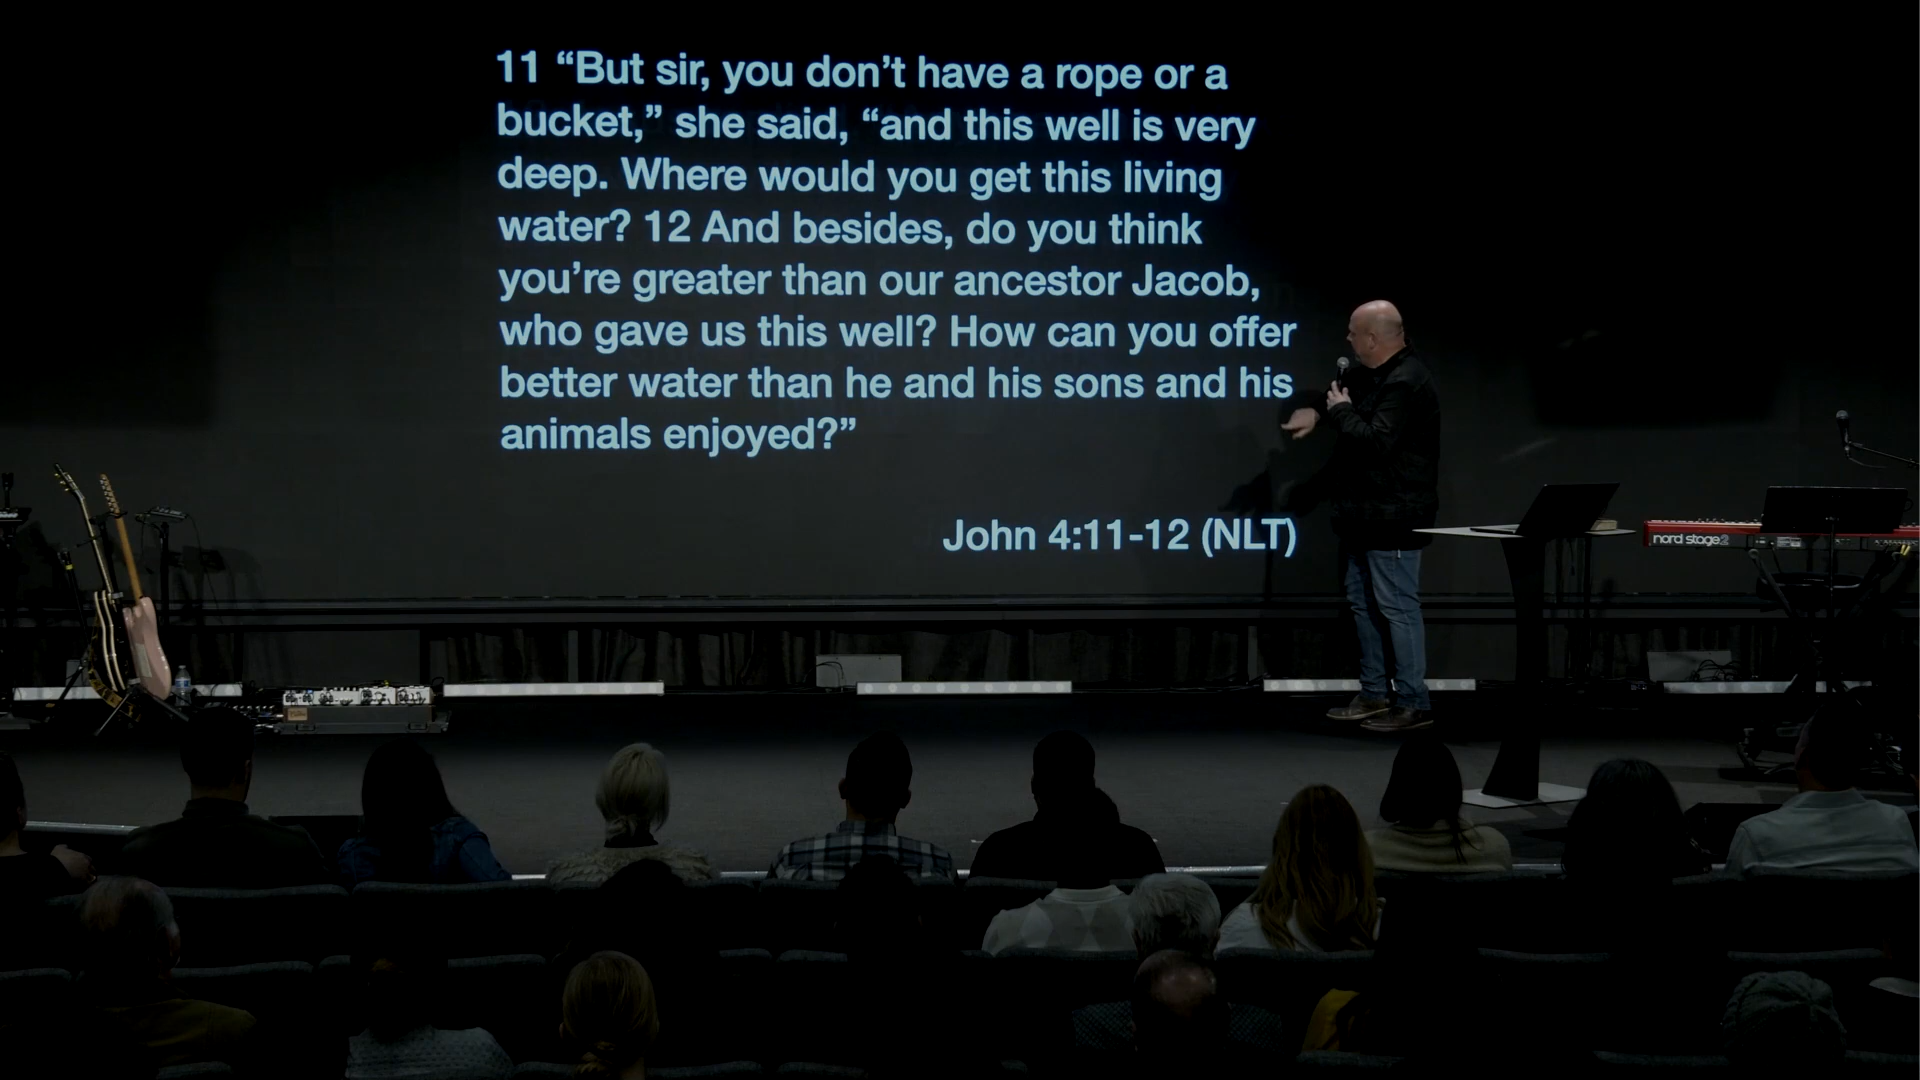 11 “But sir, you don’t have a rope or a
bucket,” she said, “and this well is very
deep. Where would you get this living
water? 12 And besides, do you think
you’re greater than our ancestor Jacob,
who gave us this well? How can you offer
better water than he and his sons and his
animals enjoyed?”
John 4:11-12 (NLT)
nord stage2